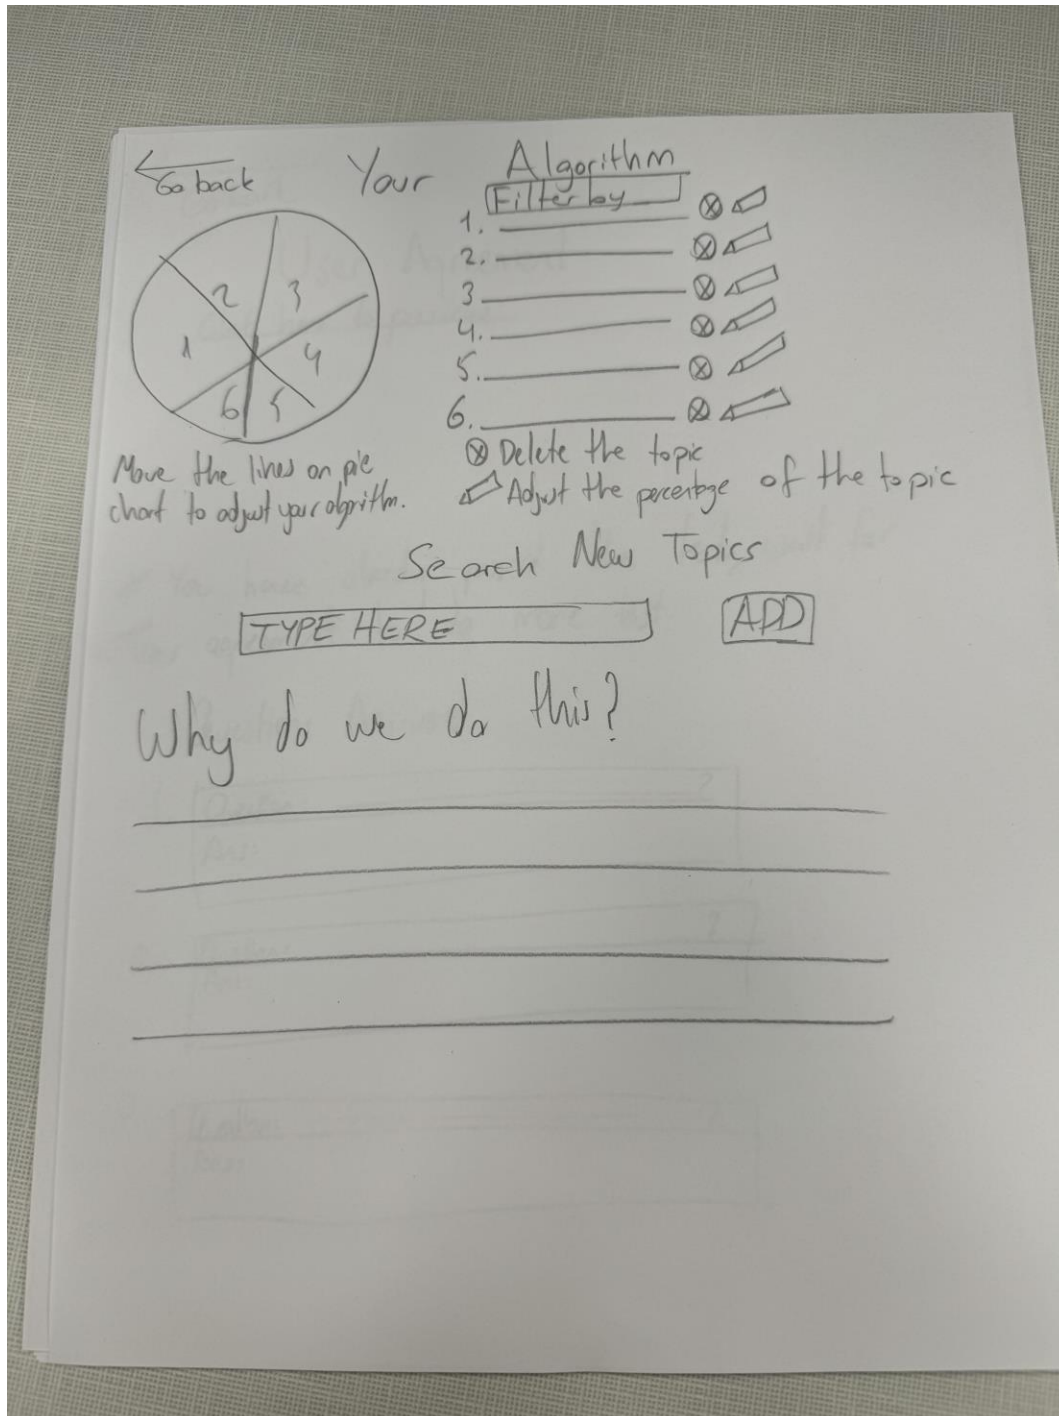 Go back
Your Algorithm
Filter by
1.
2.
3
4.
5.
6.
1
2
3
4
5
6
Delete the topic
Adjust the percentage of the topic
Move the lines on pie
chart to adjust your algorithm.
Search New Topics
TYPE HERE
ADD
Why do we do this?